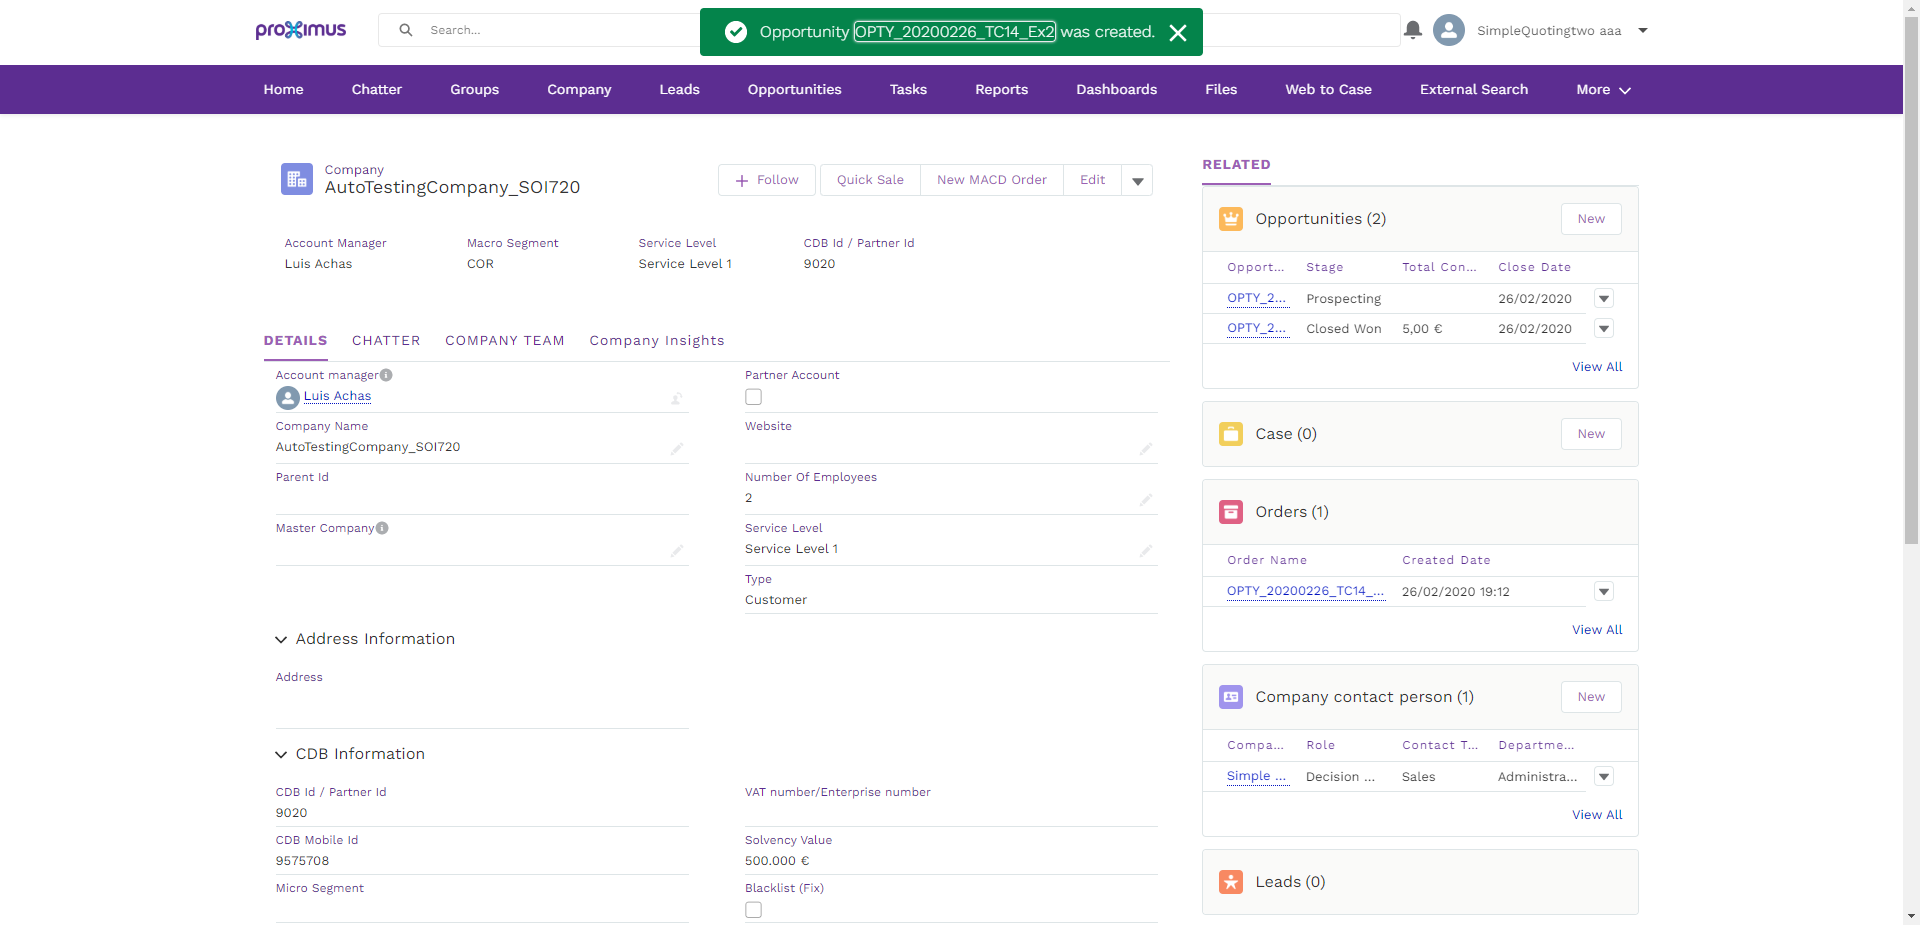 proximus
Search...
Opportunity OPTY_20200226_TC14_Ex2 was created.
SimpleQuotingtwo aaa
Home Chatter Groups Company Leads Opportunities Tasks Reports Dashboards Files Web to Case External Search More
Company
AutoTestingCompany_SOI720
Follow Quick Sale New MACD Order Edit
Account Manager Macro Segment Service Level CDB Id / Partner Id
Luis Achas COR Service Level 1 9020
DETAILS CHATTER COMPANY TEAM Company Insights
Account manager
Luis Achas
Partner Account
Company Name
AutoTestingCompany_SOI720
Website
Parent Id
Number Of Employees
2
Master Company
Service Level
Service Level 1
Type
Customer
Address Information
Address
CDB Information
CDB Id / Partner Id
9020
VAT number/Enterprise number
CDB Mobile Id
9575708
Solvency Value
500.000 €
Micro Segment
Blacklist (Fix)
RELATED
Opportunities (2) New
Opport... Stage Total Con... Close Date
OPTY_2... Prospecting 26/02/2020
OPTY_2... Closed Won 5,00 € 26/02/2020
View All
Case (0) New
Orders (1)
Order Name Created Date
OPTY_20200226_TC14_... 26/02/2020 19:12
View All
Company contact person (1) New
Compa... Role Contact T... Departme...
Simple ... Decision ... Sales Administra...
View All
Leads (0)